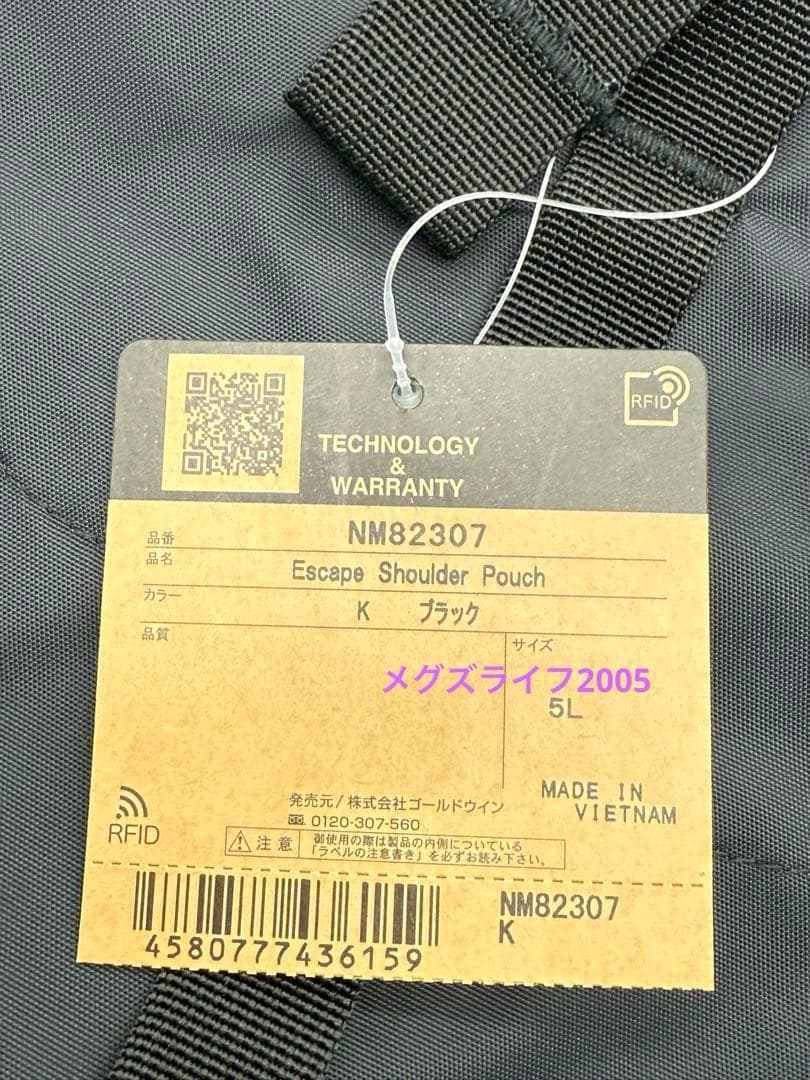 RFID
TECHNOLOGY
&
WARRANTY
品番 NM82307
品名 Escape Shoulder Pouch
カラー K ブラック
品質
サイズ
メグズライフ2005
5L
MADE IN
VIETNAM
RFID
発売元/株式会社ゴールドウイン
0120-307-560
注意
御使用の際は製品の内側についている
「ラベルの注意書き」を必ずお読み下さい。
NM82307
K
4580777436159